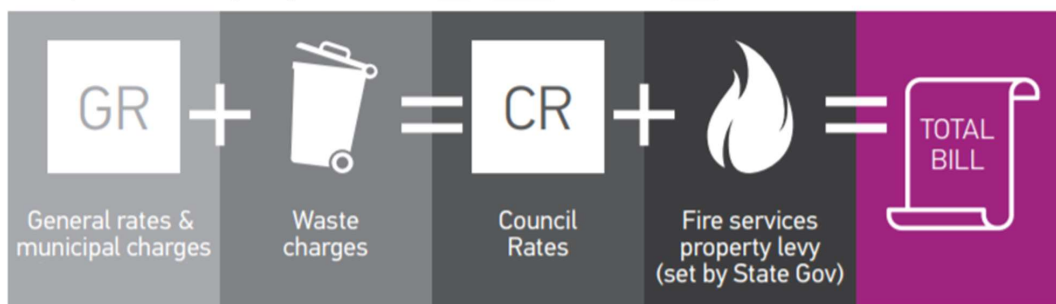 GR
+
=
CR
+
=
TOTAL
BILL
General rates &
municipal charges
Waste
charges
Council
Rates
Fire services
property levy
(set by State Gov)